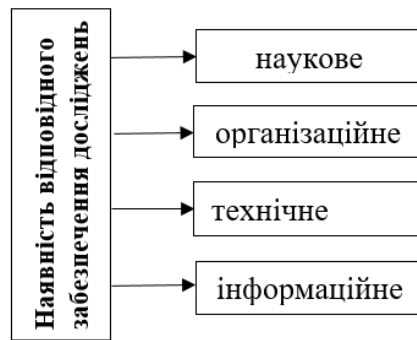 Наявність відповідного
забезпечення досліджень
наукове
організаційне
технічне
інформаційне